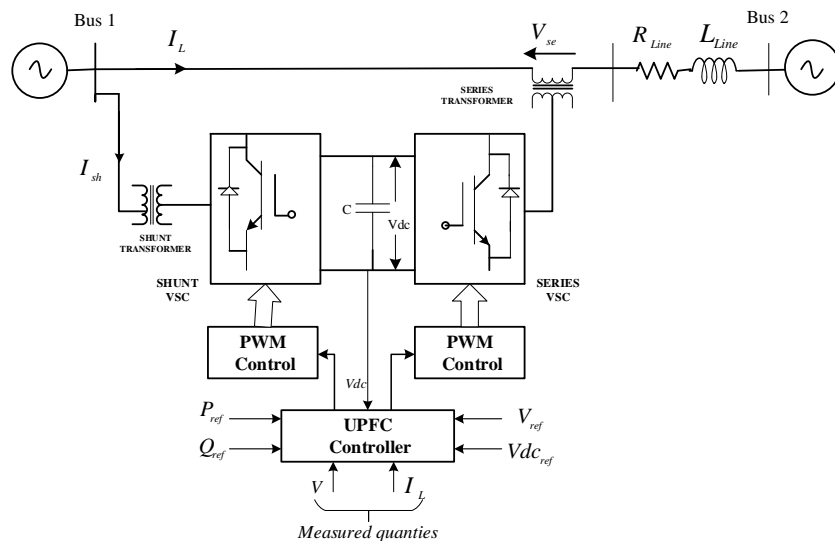 Bus 1
Bus 2
I_L
V_se
R_Line
L_Line
SERIES
TRANSFORMER
I_sh
SHUNT
TRANSFORMER
C
Vdc
SHUNT
VSC
SERIES
VSC
PWM
Control
PWM
Control
Vdc
P_ref
Q_ref
UPFC
Controller
V_ref
Vdc_ref
V
I_L
Measured quanties